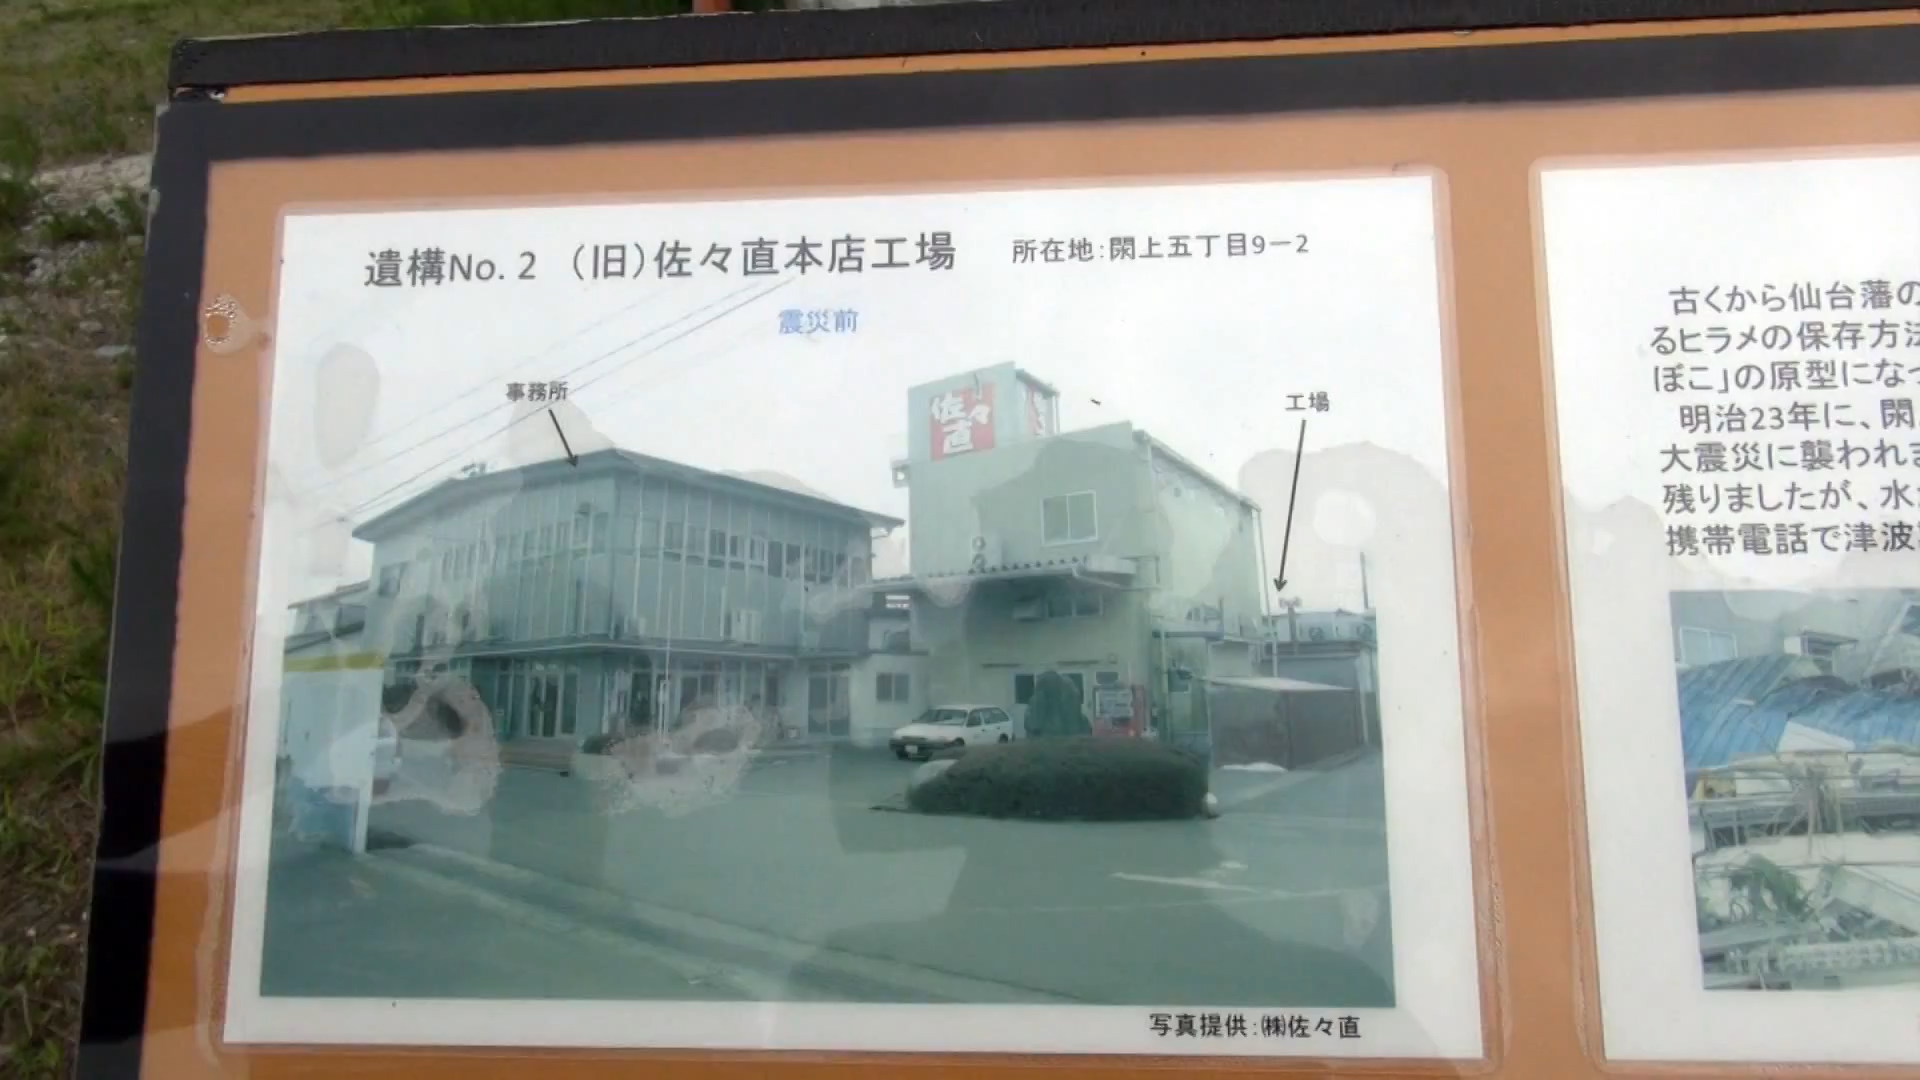 遺構No. 2 (旧)佐々直本店工場
所在地:閖上五丁目9-2
震災前
事務所
工場
佐々直
写真提供:㈱佐々直
古くから仙台藩の
るヒラメの保存方法
ぼこ」の原型になっ
明治23年に、閖上
大震災に襲われま
残りましたが、水
携帯電話で津波